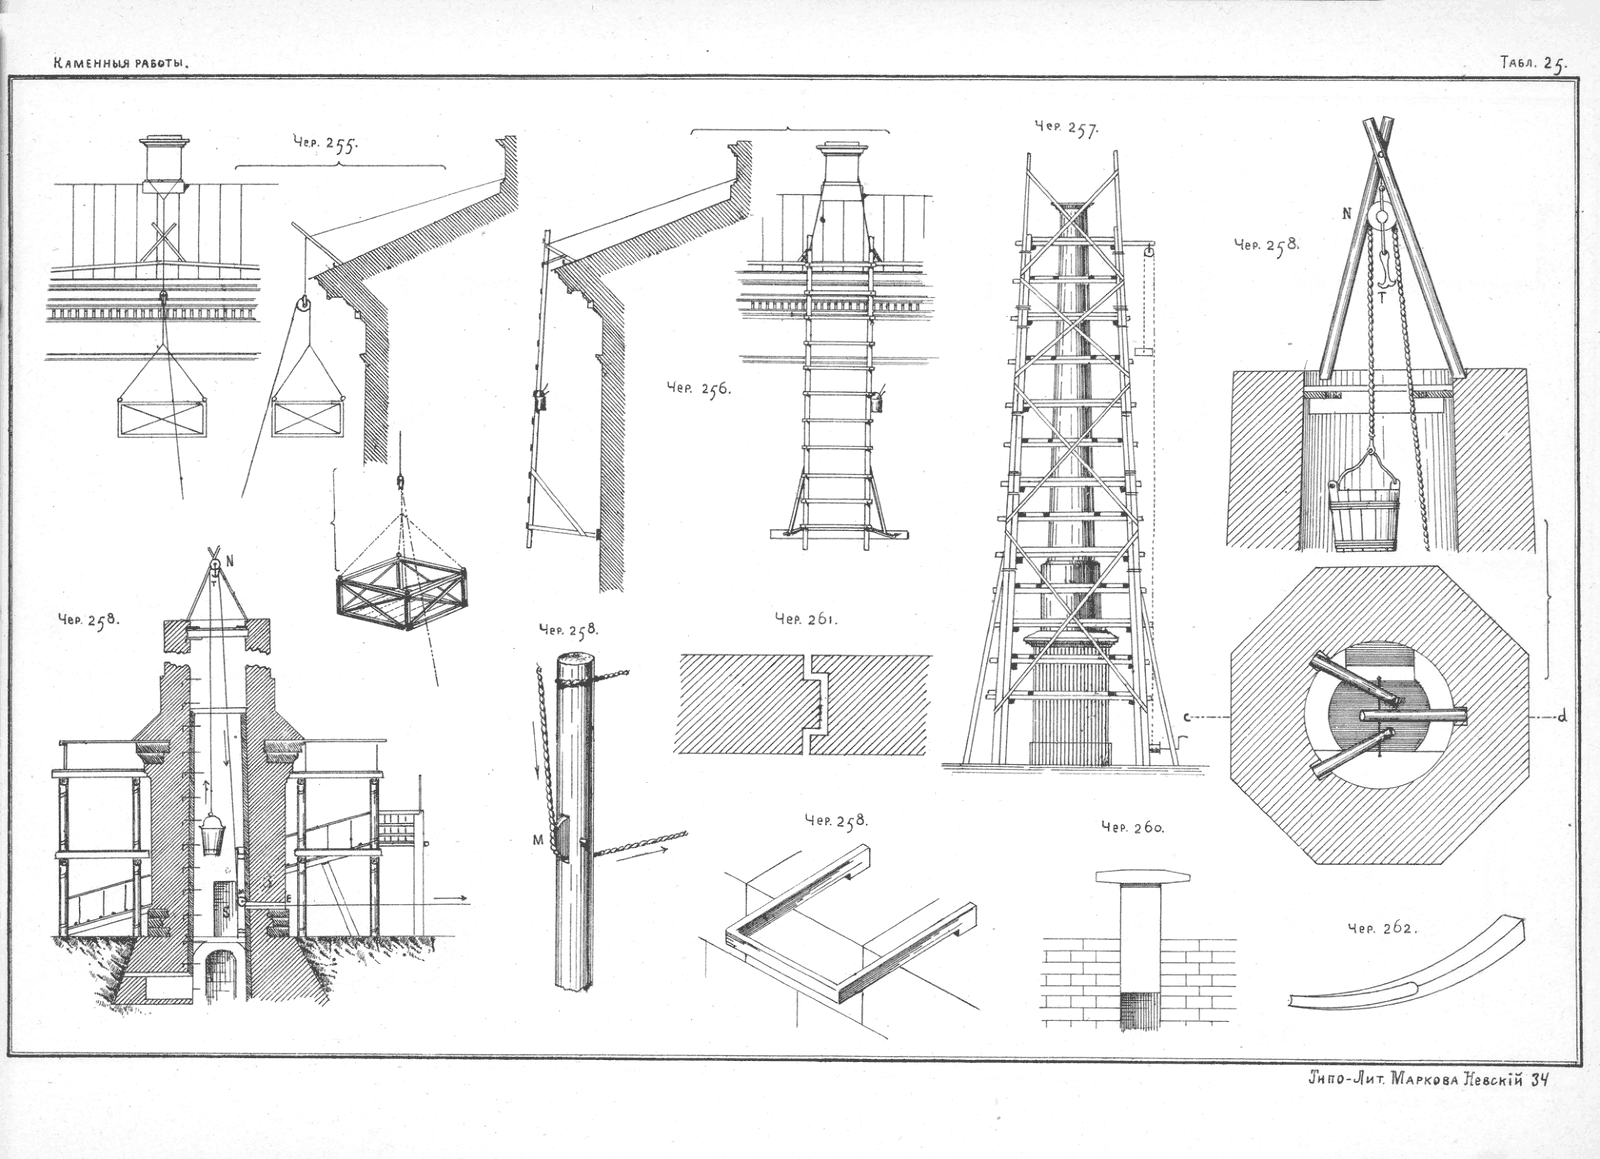 Каменныя работы.
Табл. 25.
Чер. 255.
Чер. 257.
N
Чер. 258.
T
Чер. 256.
N
T
Чер. 258.
Чер. 258.
Чер. 261.
M
c
d
S
E
Чер. 258.
Чер. 260.
Чер. 262.
Типо-Лит. Маркова Невскій 34